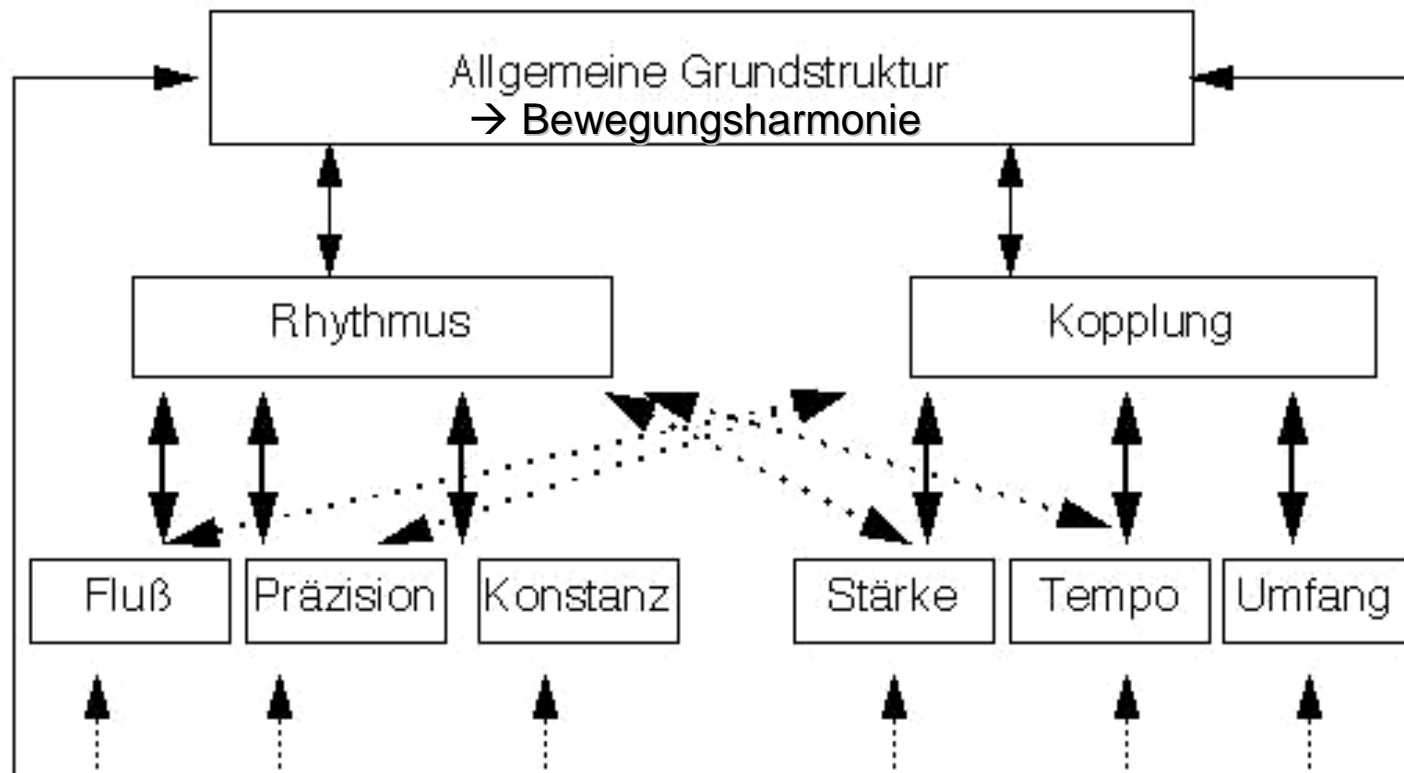 Allgemeine Grundstruktur
→ Bewegungsharmonie
Rhythmus
Kopplung
Fluß
Präzision
Konstanz
Stärke
Tempo
Umfang